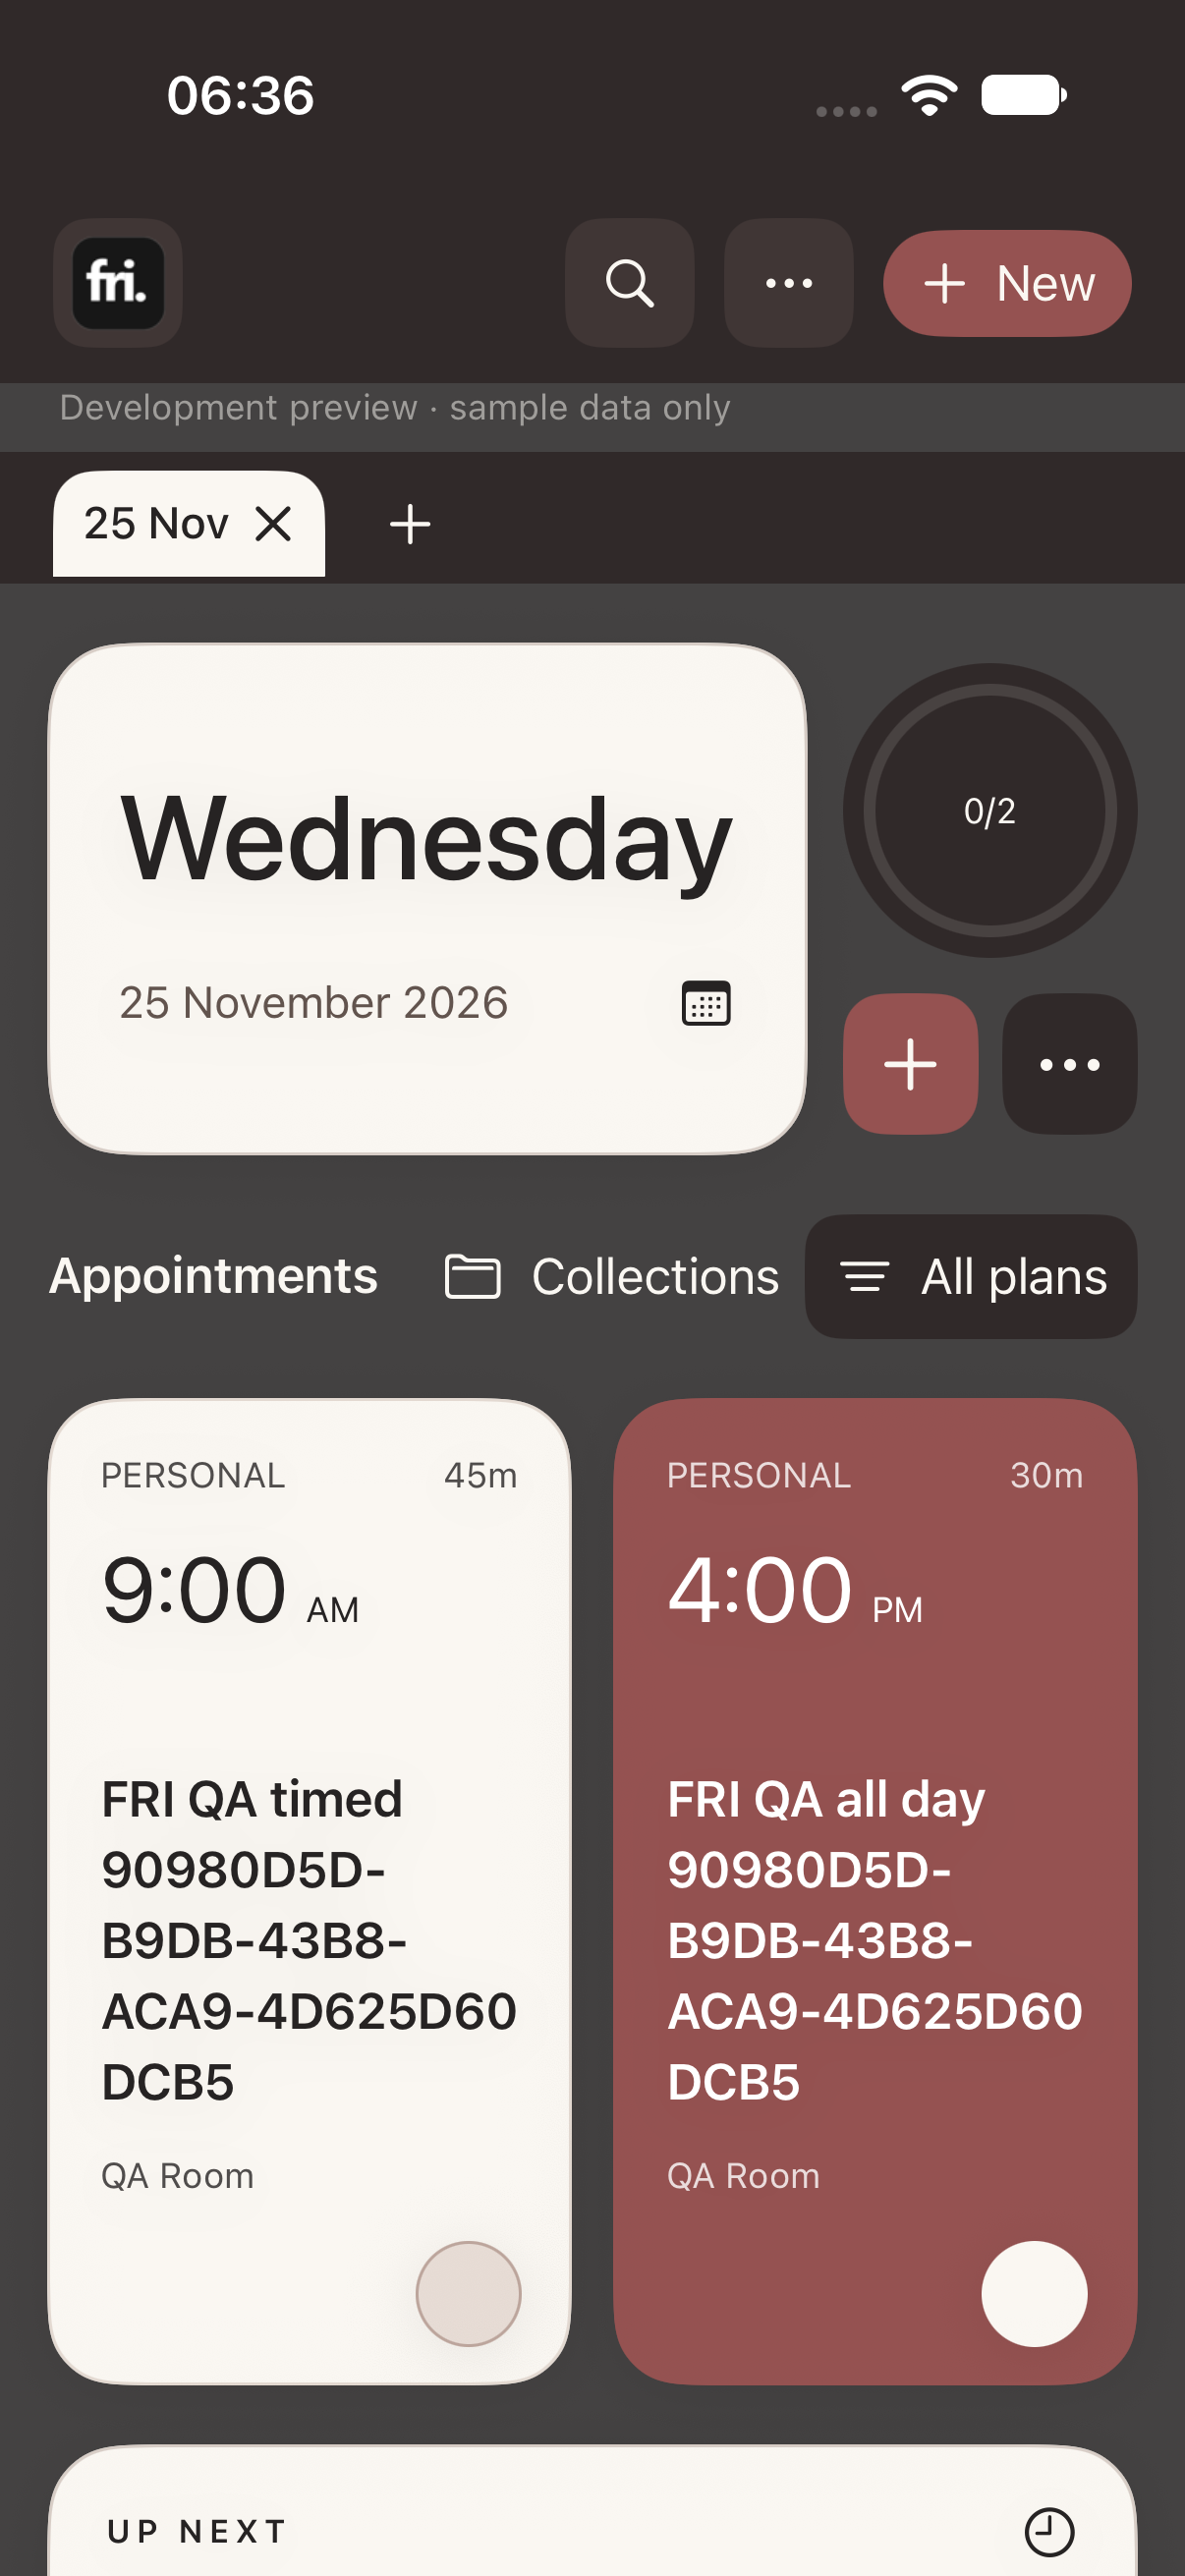 06:36
fri.
New
Development preview · sample data only
25 Nov
Wednesday
0/2
25 November 2026
Appointments
Collections
All plans
PERSONAL 45m
9:00 AM
FRI QA timed
90980D5D-
B9DB-43B8-
ACA9-4D625D60
DCB5
QA Room
PERSONAL 30m
4:00 PM
FRI QA all day
90980D5D-
B9DB-43B8-
ACA9-4D625D60
DCB5
QA Room
UP NEXT